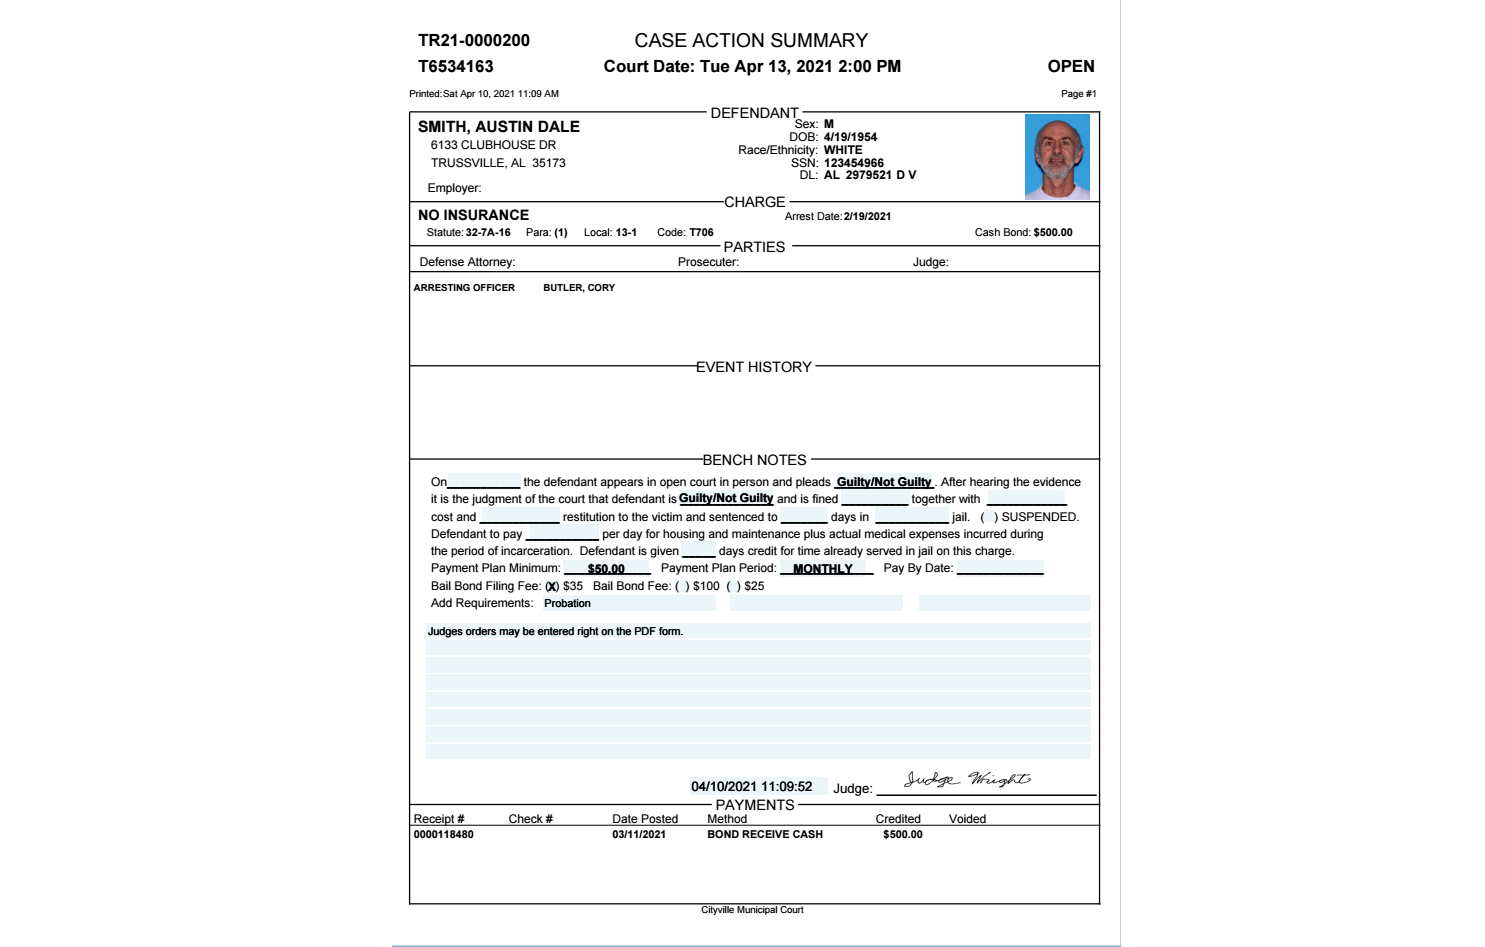 TR21-0000200 CASE ACTION SUMMARY
T6534163 Court Date: Tue Apr 13, 2021 2:00 PM OPEN
Printed:Sat Apr 10, 2021 11:09 AM Page #1
DEFENDANT
SMITH, AUSTIN DALE Sex: M
6133 CLUBHOUSE DR DOB: 4/19/1954
Race/Ethnicity: WHITE
TRUSSVILLE, AL 35173 SSN: 123454966
DL: AL 2979521 D V
Employer:
CHARGE
NO INSURANCE Arrest Date: 2/19/2021
Statute: 32-7A-16 Para: (1) Local: 13-1 Code: T706 Cash Bond: $500.00
PARTIES
Defense Attorney: Prosecuter: Judge:
ARRESTING OFFICER BUTLER, CORY
EVENT HISTORY
BENCH NOTES
On____________ the defendant appears in open court in person and pleads Guilty/Not Guilty . After hearing the evidence
it is the judgment of the court that defendant is Guilty/Not Guilty and is fined ___________ together with ____________
cost and _____________ restitution to the victim and sentenced to ________ days in ____________ jail. ( ) SUSPENDED.
Defendant to pay ____________ per day for housing and maintenance plus actual medical expenses incurred during
the period of incarceration. Defendant is given _____ days credit for time already served in jail on this charge.
Payment Plan Minimum: $50.00 Payment Plan Period: MONTHLY Pay By Date: ______________
Bail Bond Filing Fee: (X) $35 Bail Bond Fee: ( ) $100 ( ) $25
Add Requirements: Probation
Judges orders may be entered right on the PDF form.
04/10/2021 11:09:52 Judge: Judge Wright
PAYMENTS
Receipt # Check # Date Posted Method Credited Voided
0000118480 03/11/2021 BOND RECEIVE CASH $500.00
Cityville Municipal Court